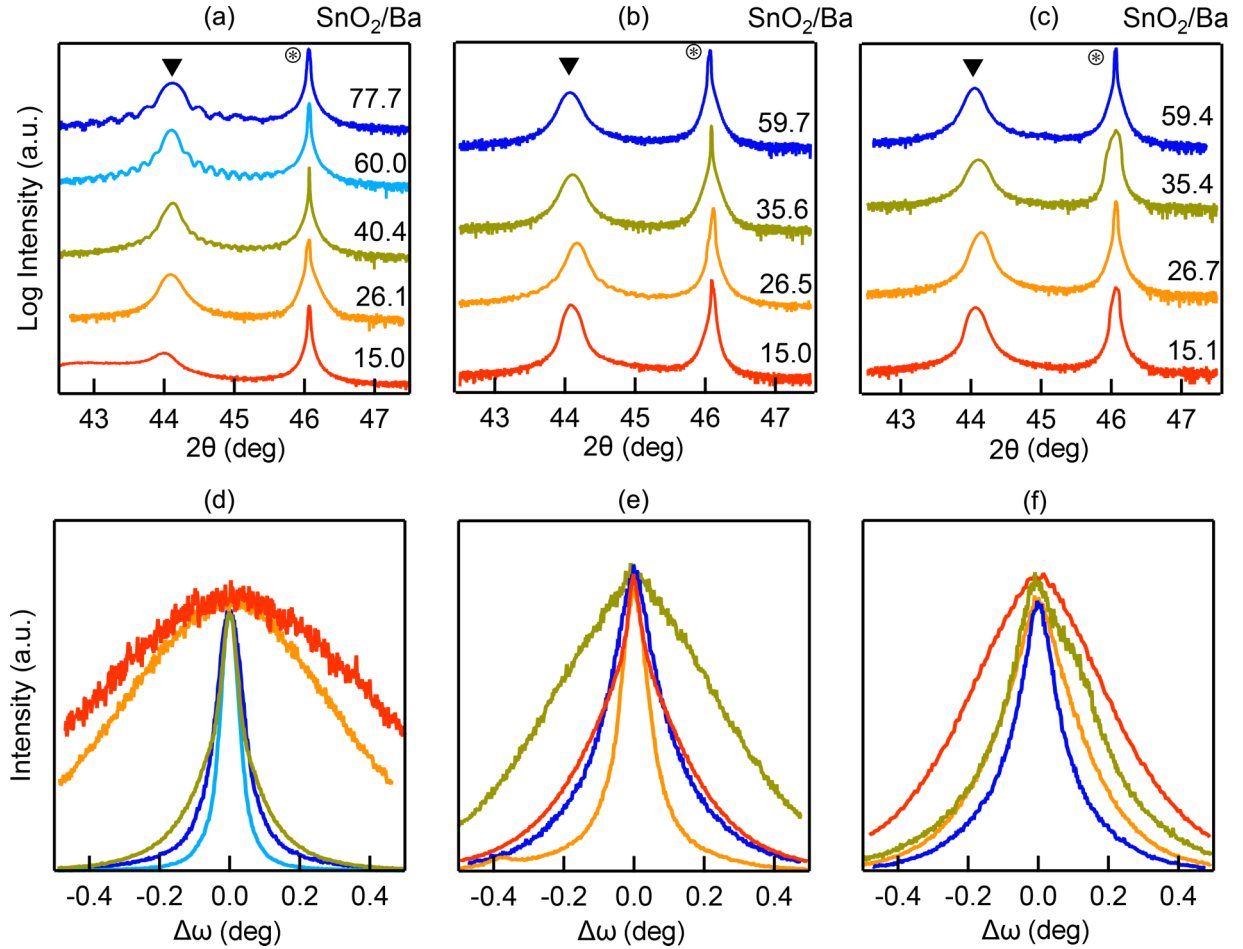 (a)
SnO₂/Ba
(b)
SnO₂/Ba
(c)
SnO₂/Ba
Log Intensity (a.u.)
77.7
60.0
40.4
26.1
15.0
59.7
35.6
26.5
15.0
59.4
35.4
26.7
15.1
43 44 45 46 47
2θ (deg)
43 44 45 46 47
2θ (deg)
43 44 45 46 47
2θ (deg)
(d)
(e)
(f)
Intensity (a.u.)
-0.4 -0.2 0.0 0.2 0.4
Δω (deg)
-0.4 -0.2 0.0 0.2 0.4
Δω (deg)
-0.4 -0.2 0.0 0.2 0.4
Δω (deg)